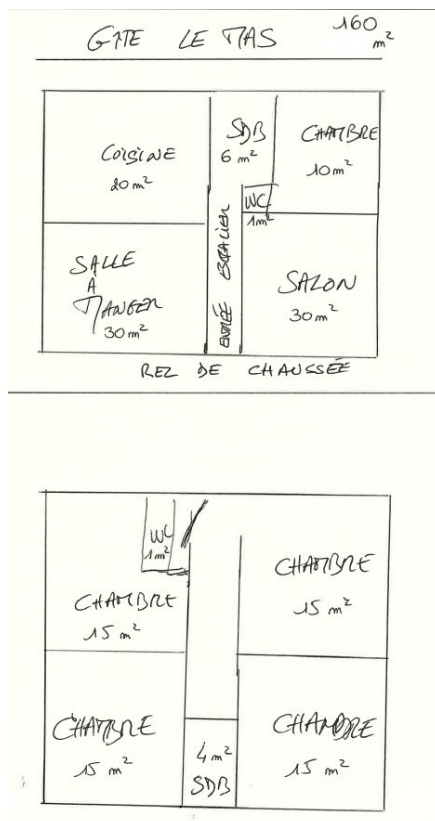 GITE LE MAS
160 m²
CUISINE
20 m²
SDB
6 m²
CHAMBRE
10 m²
WC
1 m²
SALLE
A
MANGER
30 m²
ENTRÉE ESCALIER
SALON
30 m²
REZ DE CHAUSSÉE
WC
1 m²
CHAMBRE
15 m²
CHAMBRE
15 m²
CHAMBRE
15 m²
4 m²
SDB
CHAMBRE
15 m²